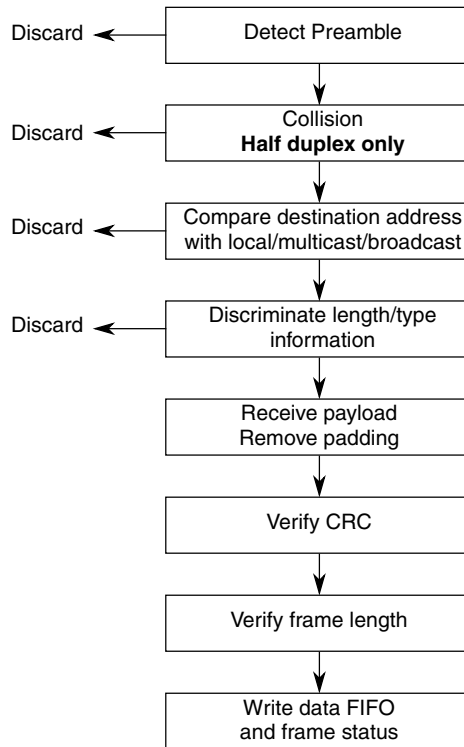 Discard
Detect Preamble
Discard
Collision
Half duplex only
Discard
Compare destination address
with local/multicast/broadcast
Discard
Discriminate length/type
information
Receive payload
Remove padding
Verify CRC
Verify frame length
Write data FIFO
and frame status